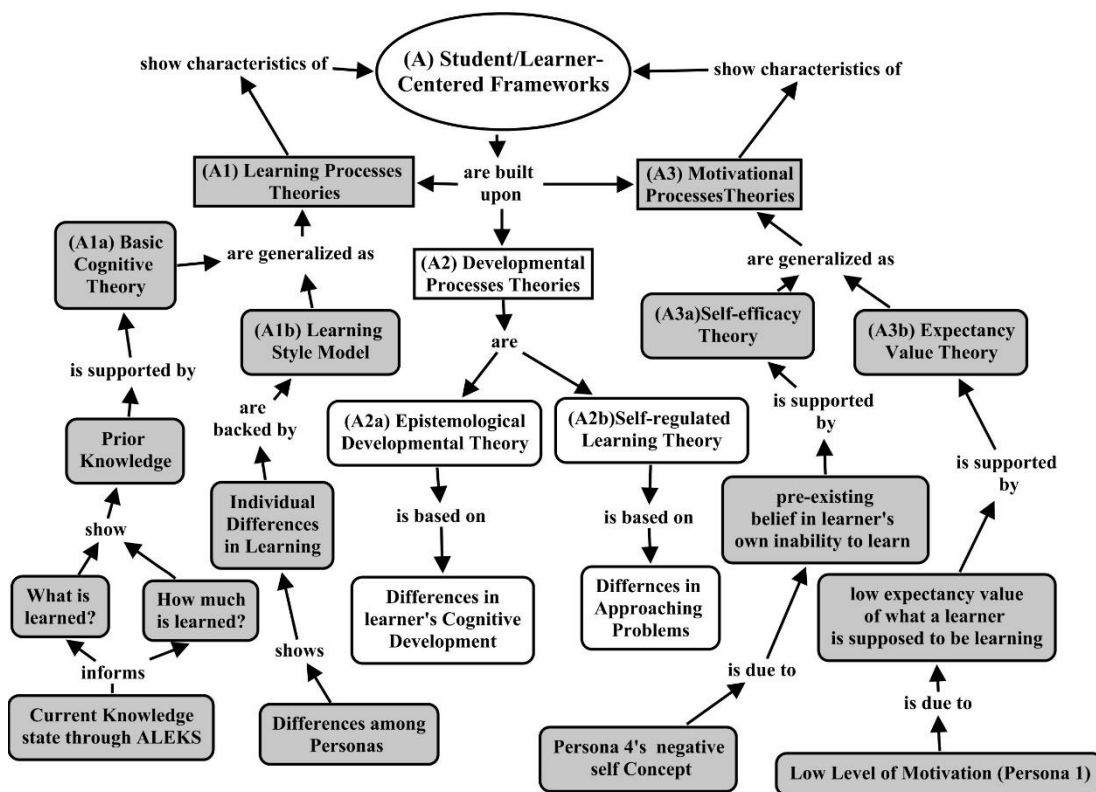 (A) Student/Learner-
Centered Frameworks
show characteristics of
show characteristics of
(A1) Learning Processes
Theories
are built
upon
(A3) Motivational
ProcessesTheories
(A1a) Basic
Cognitive
Theory
are generalized as
(A2) Developmental
Processes Theories
are generalized as
(A1b) Learning
Style Model
are
(A3a)Self-efficacy
Theory
(A3b) Expectancy
Value Theory
is supported by
are
backed by
(A2a) Epistemological
Developmental Theory
(A2b)Self-regulated
Learning Theory
is supported
by
Prior
Knowledge
is supported
by
Individual
Differences
in Learning
is based on
is based on
pre-existing
belief in learner's
own inability to learn
show
What is
learned?
How much
is learned?
Differences in
learner's Cognitive
Development
Differnces in
Approaching
Problems
low expectancy value
of what a learner
is supposed to be learning
informs
shows
is due to
is due to
Current Knowledge
state through ALEKS
Differences among
Personas
Persona 4's negative
self Concept
Low Level of Motivation (Persona 1)